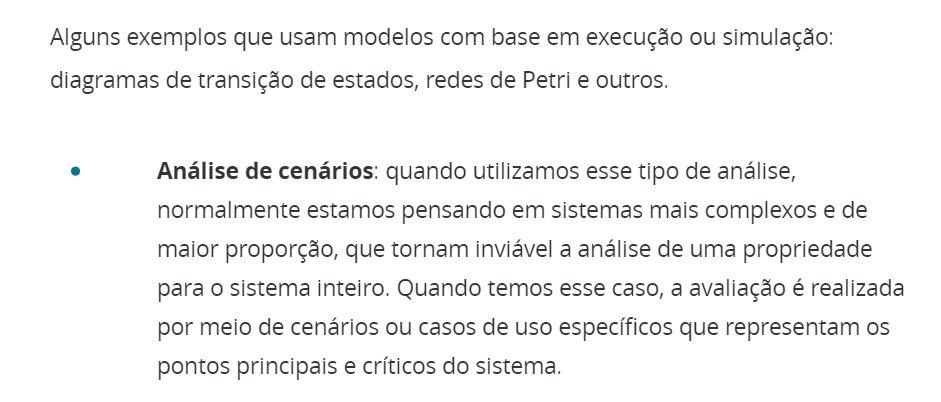 Alguns exemplos que usam modelos com base em execução ou simulação:
diagramas de transição de estados, redes de Petri e outros.
• Análise de cenários: quando utilizamos esse tipo de análise,
normalmente estamos pensando em sistemas mais complexos e de
maior proporção, que tornam inviável a análise de uma propriedade
para o sistema inteiro. Quando temos esse caso, a avaliação é realizada
por meio de cenários ou casos de uso específicos que representam os
pontos principais e críticos do sistema.